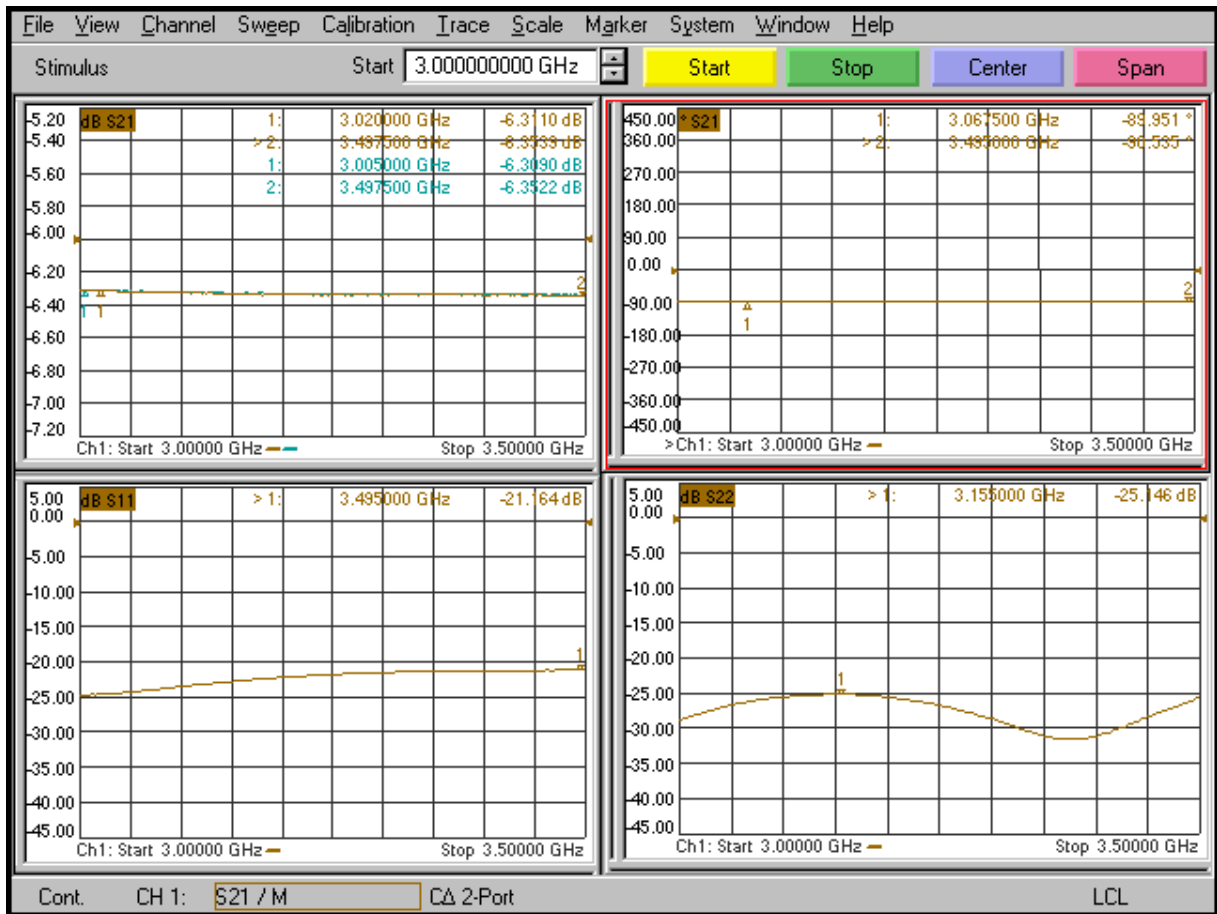 File View Channel Sweep Calibration Trace Scale Marker System Window Help
Stimulus Start 3.000000000 GHz Start Stop Center Span
dB S21
1: 3.020000 GHz -6.3110 dB
> 2: 3.497500 GHz -6.3539 dB
1: 3.005000 GHz -6.3090 dB
2: 3.497500 GHz -6.3522 dB
-5.20
-5.40
-5.60
-5.80
-6.00
-6.20
-6.40
-6.60
-6.80
-7.00
-7.20
1 1
2
Ch1: Start 3.00000 GHz Stop 3.50000 GHz
° S21
1: 3.067500 GHz -89.951 °
> 2: 3.495000 GHz -90.535 °
450.00
360.00
270.00
180.00
90.00
0.00
-90.00
-180.00
-270.00
-360.00
-450.00
1
2
>Ch1: Start 3.00000 GHz Stop 3.50000 GHz
dB S11
> 1: 3.495000 GHz -21.164 dB
5.00
0.00
-5.00
-10.00
-15.00
-20.00
-25.00
-30.00
-35.00
-40.00
-45.00
1
Ch1: Start 3.00000 GHz Stop 3.50000 GHz
dB S22
> 1: 3.155000 GHz -25.146 dB
5.00
0.00
-5.00
-10.00
-15.00
-20.00
-25.00
-30.00
-35.00
-40.00
-45.00
1
Ch1: Start 3.00000 GHz Stop 3.50000 GHz
Cont. CH 1: S21 / M CΔ 2-Port LCL